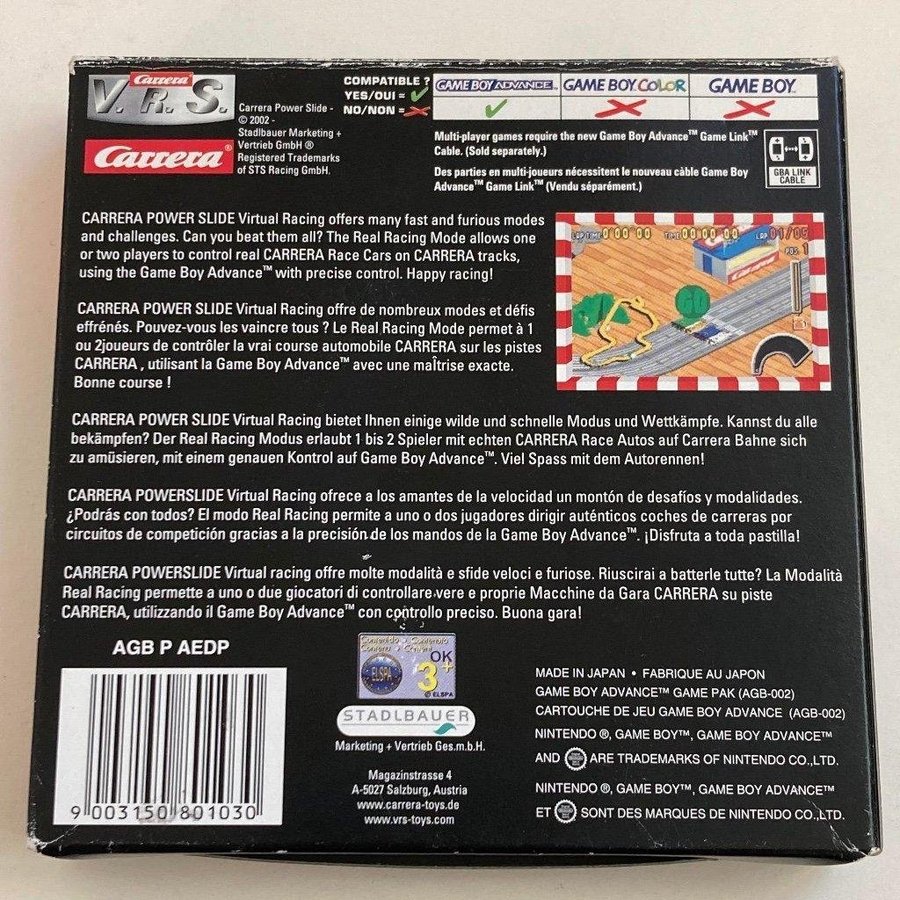 Carrera
V.R.S.
Carrera®
Carrera Power Slide -
© 2002 -
Stadlbauer Marketing +
Vertrieb GmbH ®
Registered Trademarks
of STS Racing GmbH.
COMPATIBLE ?
YES/OUI =
NO/NON =
GAME BOY ADVANCE™ GAME BOY COLOR GAME BOY
Multi-player games require the new Game Boy Advance™ Game Link™
Cable. (Sold separately.)
Des parties en multi-joueurs nécessitent le nouveau câble Game Boy
Advance™ Game Link™ (Vendu séparément.)
GBA LINK
CABLE
CARRERA POWER SLIDE Virtual Racing offers many fast and furious modes
and challenges. Can you beat them all? The Real Racing Mode allows one
or two players to control real CARRERA Race Cars on CARRERA tracks,
using the Game Boy Advance™ with precise control. Happy racing!
LAP TIME 0'00 00 TIME 00'00 00 LAP 01/05
POS. 1
Carrera
GO
CARRERA POWER SLIDE Virtual Racing offre de nombreux modes et défis
effrénés. Pouvez-vous les vaincre tous ? Le Real Racing Mode permet à 1
ou 2joueurs de contrôler la vrai course automobile CARRERA sur les pistes
CARRERA , utilisant la Game Boy Advance™ avec une maîtrise exacte.
Bonne course !
CARRERA POWER SLIDE Virtual Racing bietet Ihnen einige wilde und schnelle Modus und Wettkämpfe. Kannst du alle
bekämpfen? Der Real Racing Modus erlaubt 1 bis 2 Spieler mit echten CARRERA Race Autos auf Carrera Bahne sich
zu amüsieren, mit einem genauen Kontrol auf Game Boy Advance™. Viel Spass mit dem Autorennen!
CARRERA POWERSLIDE Virtual Racing ofrece a los amantes de la velocidad un montón de desafíos y modalidades.
¿Podrás con todos? El modo Real Racing permite a uno o dos jugadores dirigir auténticos coches de carreras por
circuitos de competición gracias a la precisión de los mandos de la Game Boy Advance™. ¡Disfruta a toda pastilla!
CARRERA POWERSLIDE Virtual racing offre molte modalità e sfide veloci e furiose. Riuscirai a batterle tutte? La Modalità
Real Racing permette a uno o due giocatori di controllare vere e proprie Macchine da Gara CARRERA su piste
CARRERA, utilizzando il Game Boy Advance™ con controllo preciso. Buona gara!
AGB P AEDP
9 003150 801030
Contenido • Contenuto
ELSPA
OK
3+
© ELSPA
STADLBAUER
Marketing + Vertrieb Ges.m.b.H.
Magazinstrasse 4
A-5027 Salzburg, Austria
www.carrera-toys.de
www.vrs-toys.com
MADE IN JAPAN • FABRIQUE AU JAPON
GAME BOY ADVANCE™ GAME PAK (AGB-002)
CARTOUCHE DE JEU GAME BOY ADVANCE (AGB-002)
NINTENDO ®, GAME BOY™, GAME BOY ADVANCE™
AND ARE TRADEMARKS OF NINTENDO CO.,LTD.
NINTENDO ®, GAME BOY™, GAME BOY ADVANCE™
ET SONT DES MARQUES DE NINTENDO CO.,LTD.